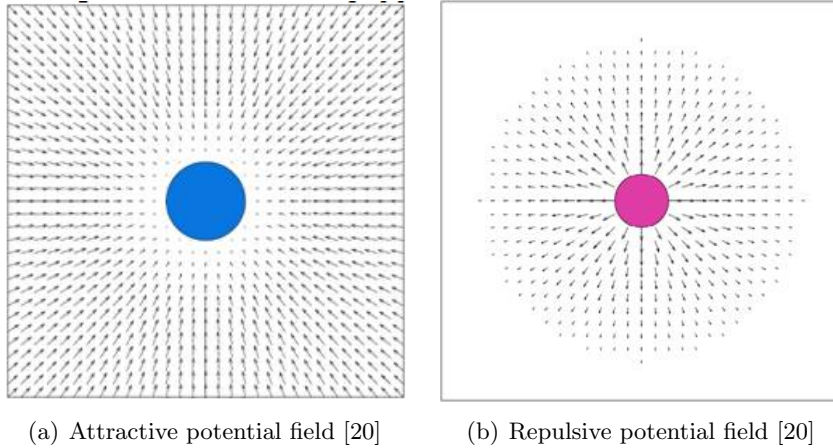 (a) Attractive potential field [20]
(b) Repulsive potential field [20]